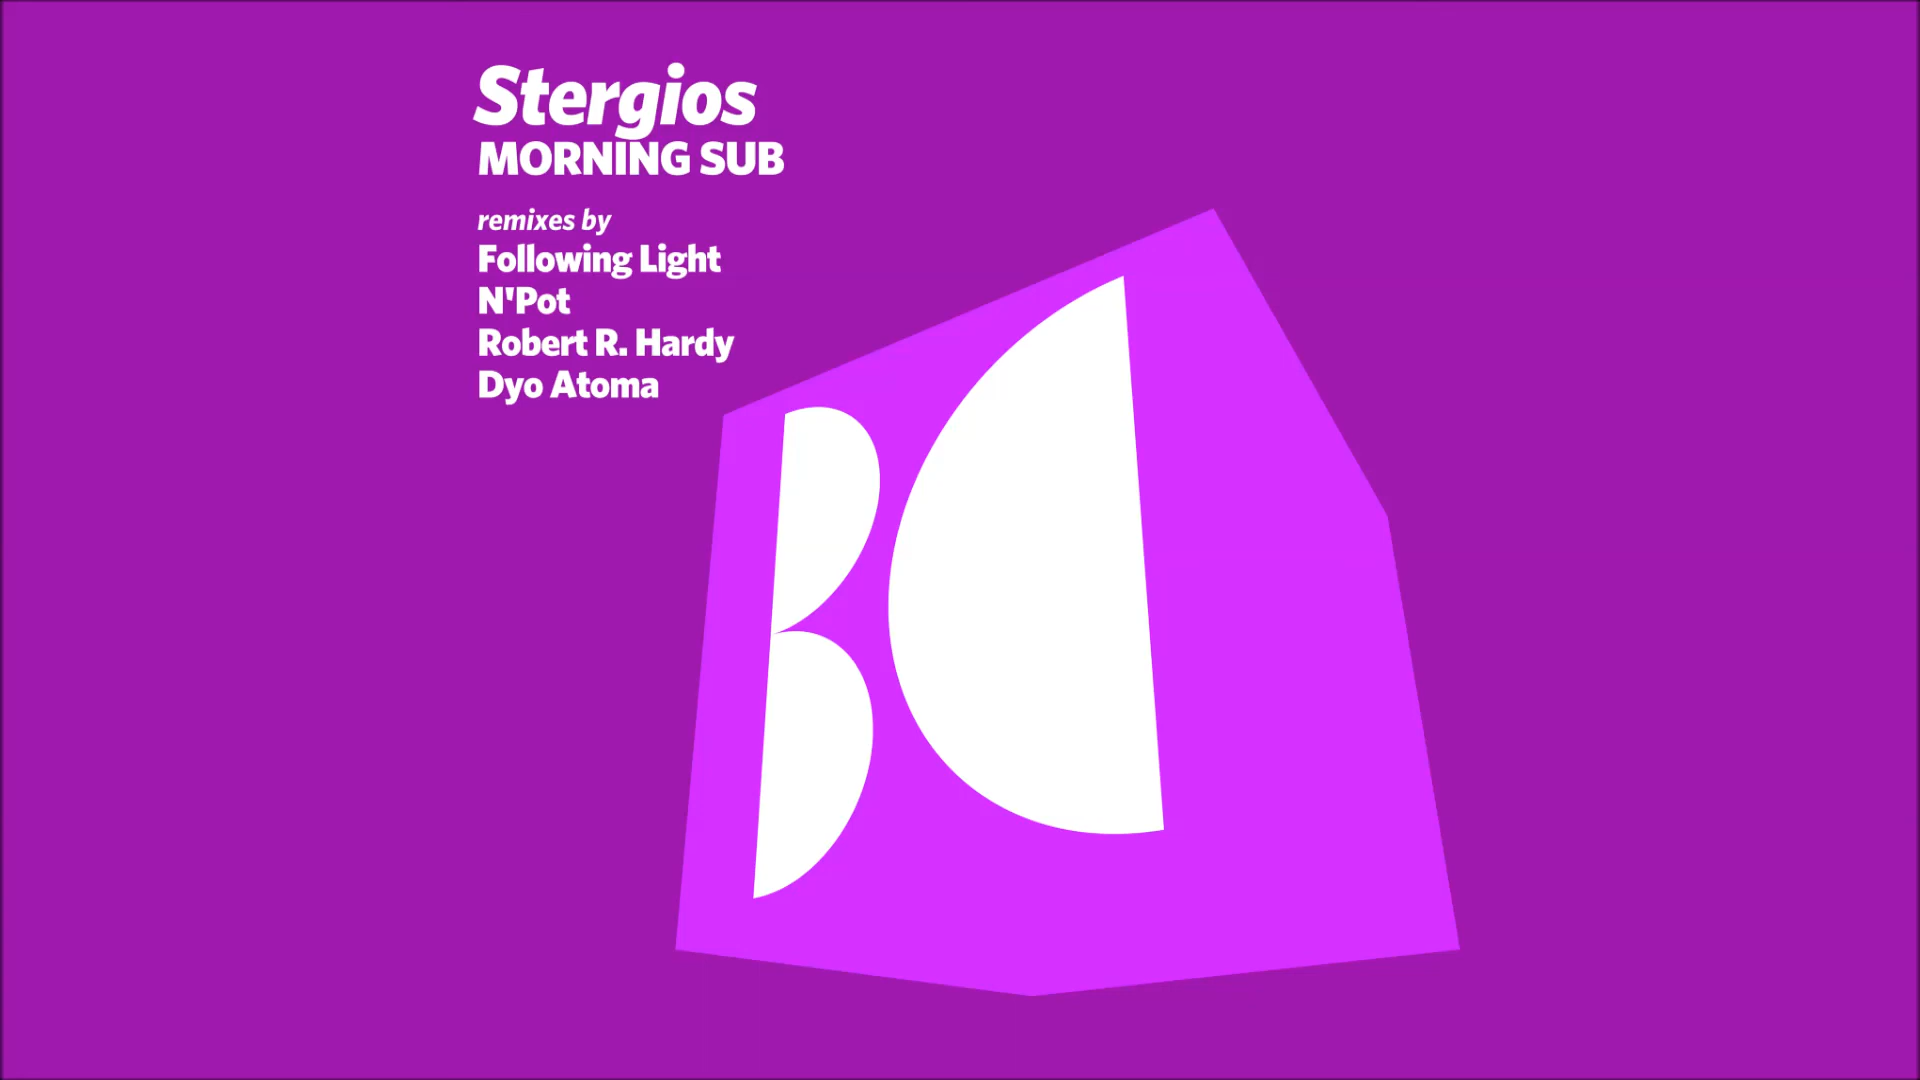 Stergios
MORNING SUB
remixes by
Following Light
N'Pot
Robert R. Hardy
Dyo Atoma